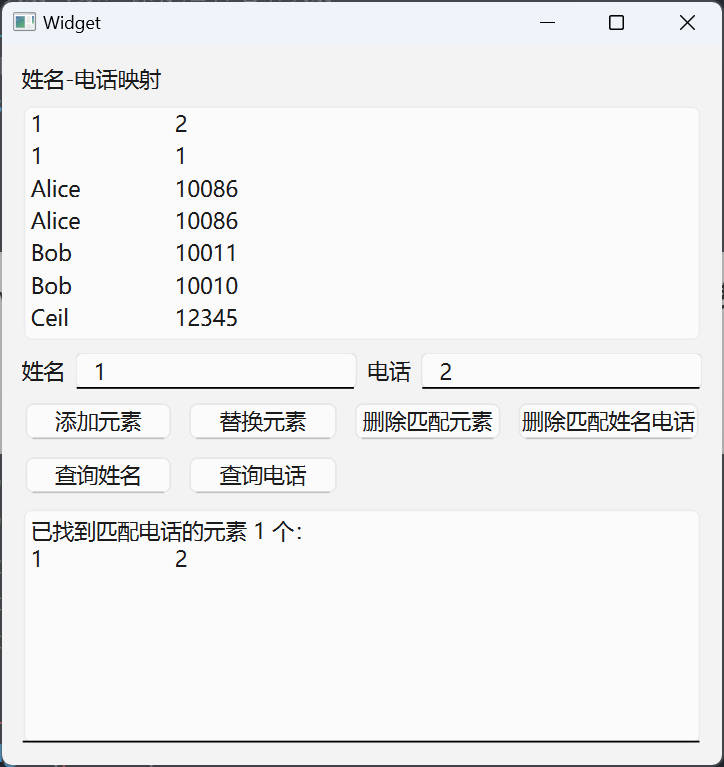 Widget
姓名-电话映射
1 2
1 1
Alice 10086
Alice 10086
Bob 10011
Bob 10010
Ceil 12345
姓名 1 电话 2
添加元素 替换元素 删除匹配元素 删除匹配姓名电话
查询姓名 查询电话
已找到匹配电话的元素 1 个：
1 2